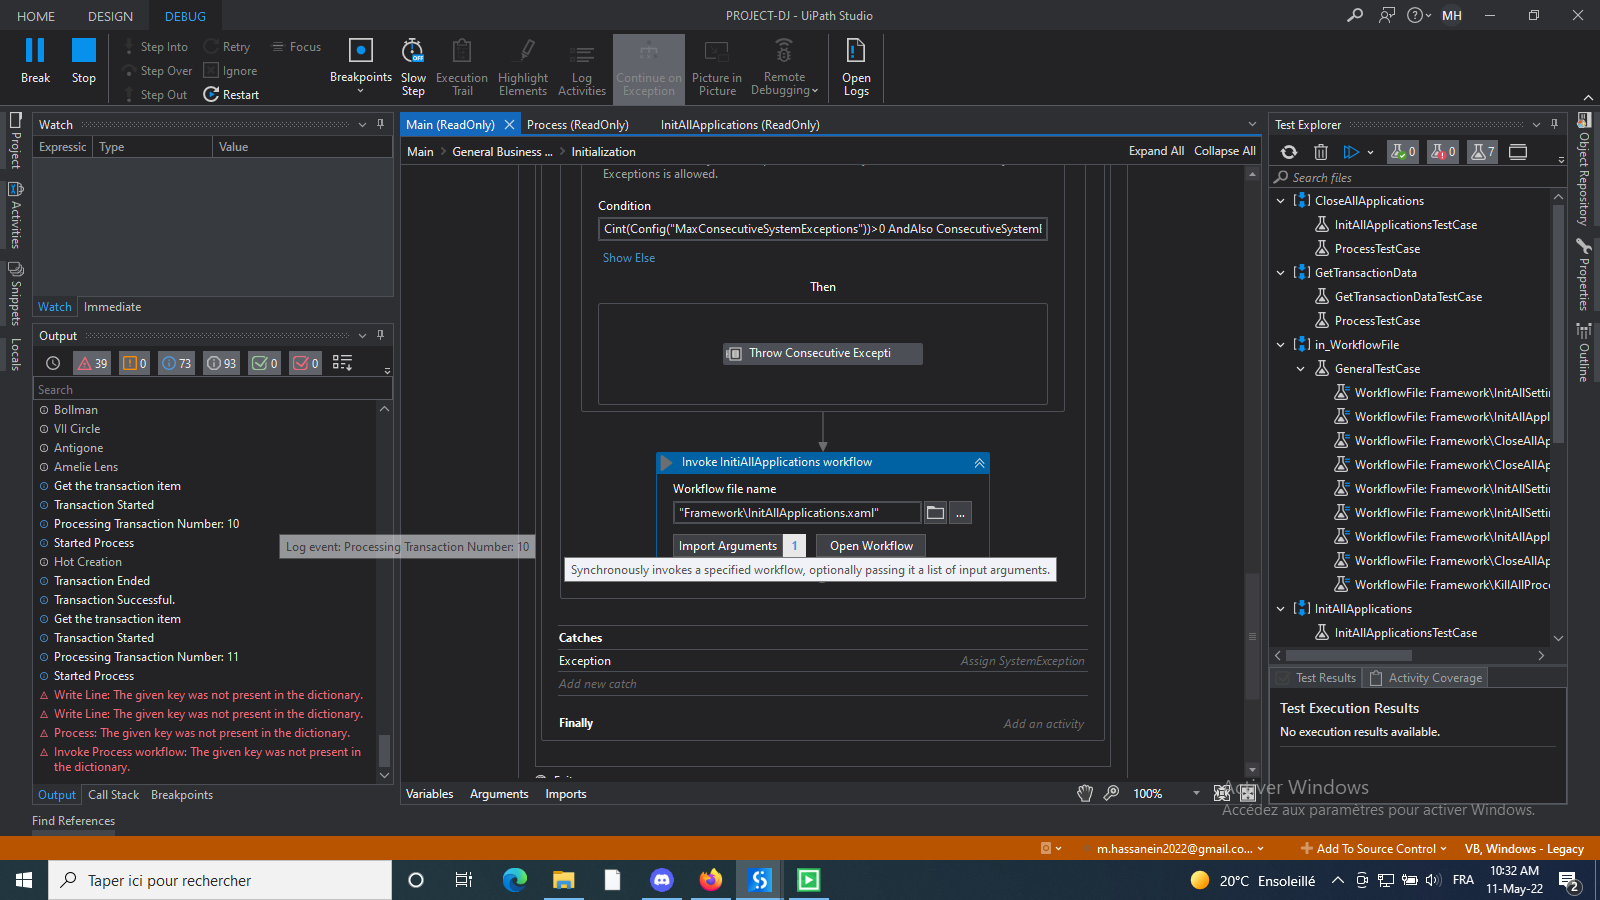 HOME DESIGN DEBUG
PROJECT-DJ - UiPath Studio
MH
Break
Stop
Step Into
Step Over
Step Out
Retry
Ignore
Restart
Focus
Breakpoints
Slow
Step
Execution
Trail
Highlight
Elements
Log
Activities
Continue on
Exception
Picture in
Picture
Remote
Debugging
Open
Logs
Project
Activities
Snippets
Locals
Watch
Expressic Type Value
Watch Immediate
Output
39 0 73 93 0 0
Search
Bollman
VII Circle
Antigone
Amelie Lens
Get the transaction item
Transaction Started
Processing Transaction Number: 10
Started Process
Hot Creation
Transaction Ended
Transaction Successful.
Get the transaction item
Transaction Started
Processing Transaction Number: 11
Started Process
Write Line: The given key was not present in the dictionary.
Write Line: The given key was not present in the dictionary.
Process: The given key was not present in the dictionary.
Invoke Process workflow: The given key was not present in
the dictionary.
Log event: Processing Transaction Number: 10
Output Call Stack Breakpoints
Find References
Main (ReadOnly) Process (ReadOnly) InitAllApplications (ReadOnly)
Main General Business ... Initialization
Expand All Collapse All
Exceptions is allowed.
Condition
Cint(Config("MaxConsecutiveSystemExceptions"))>0 AndAlso ConsecutiveSystemE
Show Else
Then
Throw Consecutive Excepti
Invoke InitiAllApplications workflow
Workflow file name
"Framework\InitAllApplications.xaml"
...
Import Arguments 1 Open Workflow
Synchronously invokes a specified workflow, optionally passing it a list of input arguments.
Catches
Exception Assign SystemException
Add new catch
Finally Add an activity
Variables Arguments Imports
100%
Test Explorer
0 0 7
Search files
CloseAllApplications
InitAllApplicationsTestCase
ProcessTestCase
GetTransactionData
GetTransactionDataTestCase
ProcessTestCase
in_WorkflowFile
GeneralTestCase
WorkflowFile: Framework\InitAllSettin
WorkflowFile: Framework\InitAllAppl
WorkflowFile: Framework\CloseAllAp
WorkflowFile: Framework\CloseAllAp
WorkflowFile: Framework\InitAllSettin
WorkflowFile: Framework\InitAllSettin
WorkflowFile: Framework\InitAllAppl
WorkflowFile: Framework\CloseAllAp
WorkflowFile: Framework\KillAllProce
InitAllApplications
InitAllApplicationsTestCase
Test Results Activity Coverage
Test Execution Results
No execution results available.
Object Repository
Properties
Outline
Activer Windows
Accédez aux paramètres pour activer Windows.
m.hassanein2022@gmail.co...
Add To Source Control
VB, Windows - Legacy
Taper ici pour rechercher
20°C Ensoleillé
FRA
10:32 AM
11-May-22
2